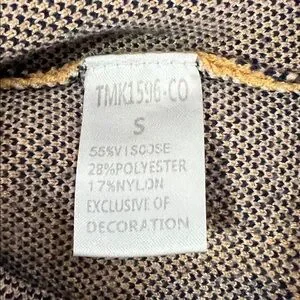 TMK1596-CO
S
55%VISCOSE
28%POLYESTER
17%NYLON
EXCLUSIVE OF
DECORATION